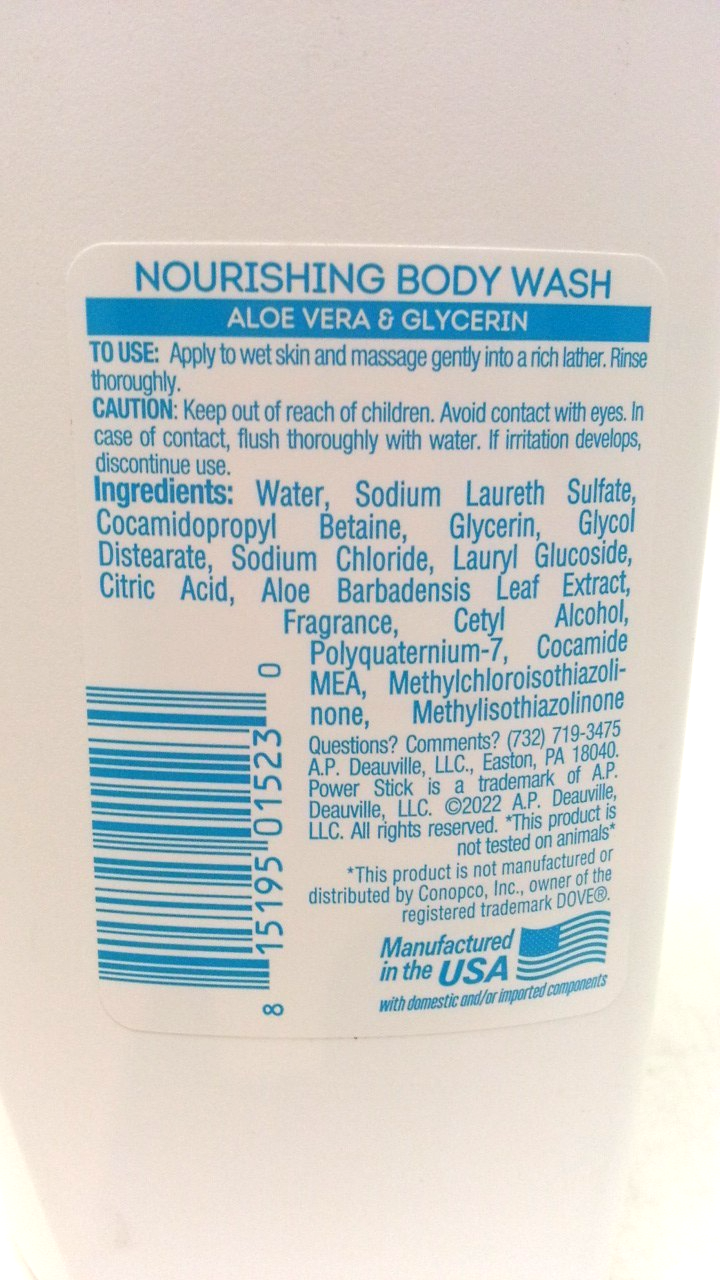 NOURISHING BODY WASH
ALOE VERA & GLYCERIN
TO USE: Apply to wet skin and massage gently into a rich lather. Rinse
thoroughly.
CAUTION: Keep out of reach of children. Avoid contact with eyes. In
case of contact, flush thoroughly with water. If irritation develops,
discontinue use.
Ingredients: Water, Sodium Laureth Sulfate,
Cocamidopropyl Betaine, Glycerin, Glycol
Distearate, Sodium Chloride, Lauryl Glucoside,
Citric Acid, Aloe Barbadensis Leaf Extract,
Fragrance, Cetyl Alcohol,
Polyquaternium-7, Cocamide
MEA, Methylchloroisothiazoli-
none, Methylisothiazolinone
Questions? Comments? (732) 719-3475
A.P. Deauville, LLC., Easton, PA 18040.
Power Stick is a trademark of A.P.
Deauville, LLC. ©2022 A.P. Deauville,
LLC. All rights reserved. *This product is
not tested on animals*
*This product is not manufactured or
distributed by Conopco, Inc., owner of the
registered trademark DOVE®.
Manufactured
in the USA
with domestic and/or imported components
8 15195 01523 0